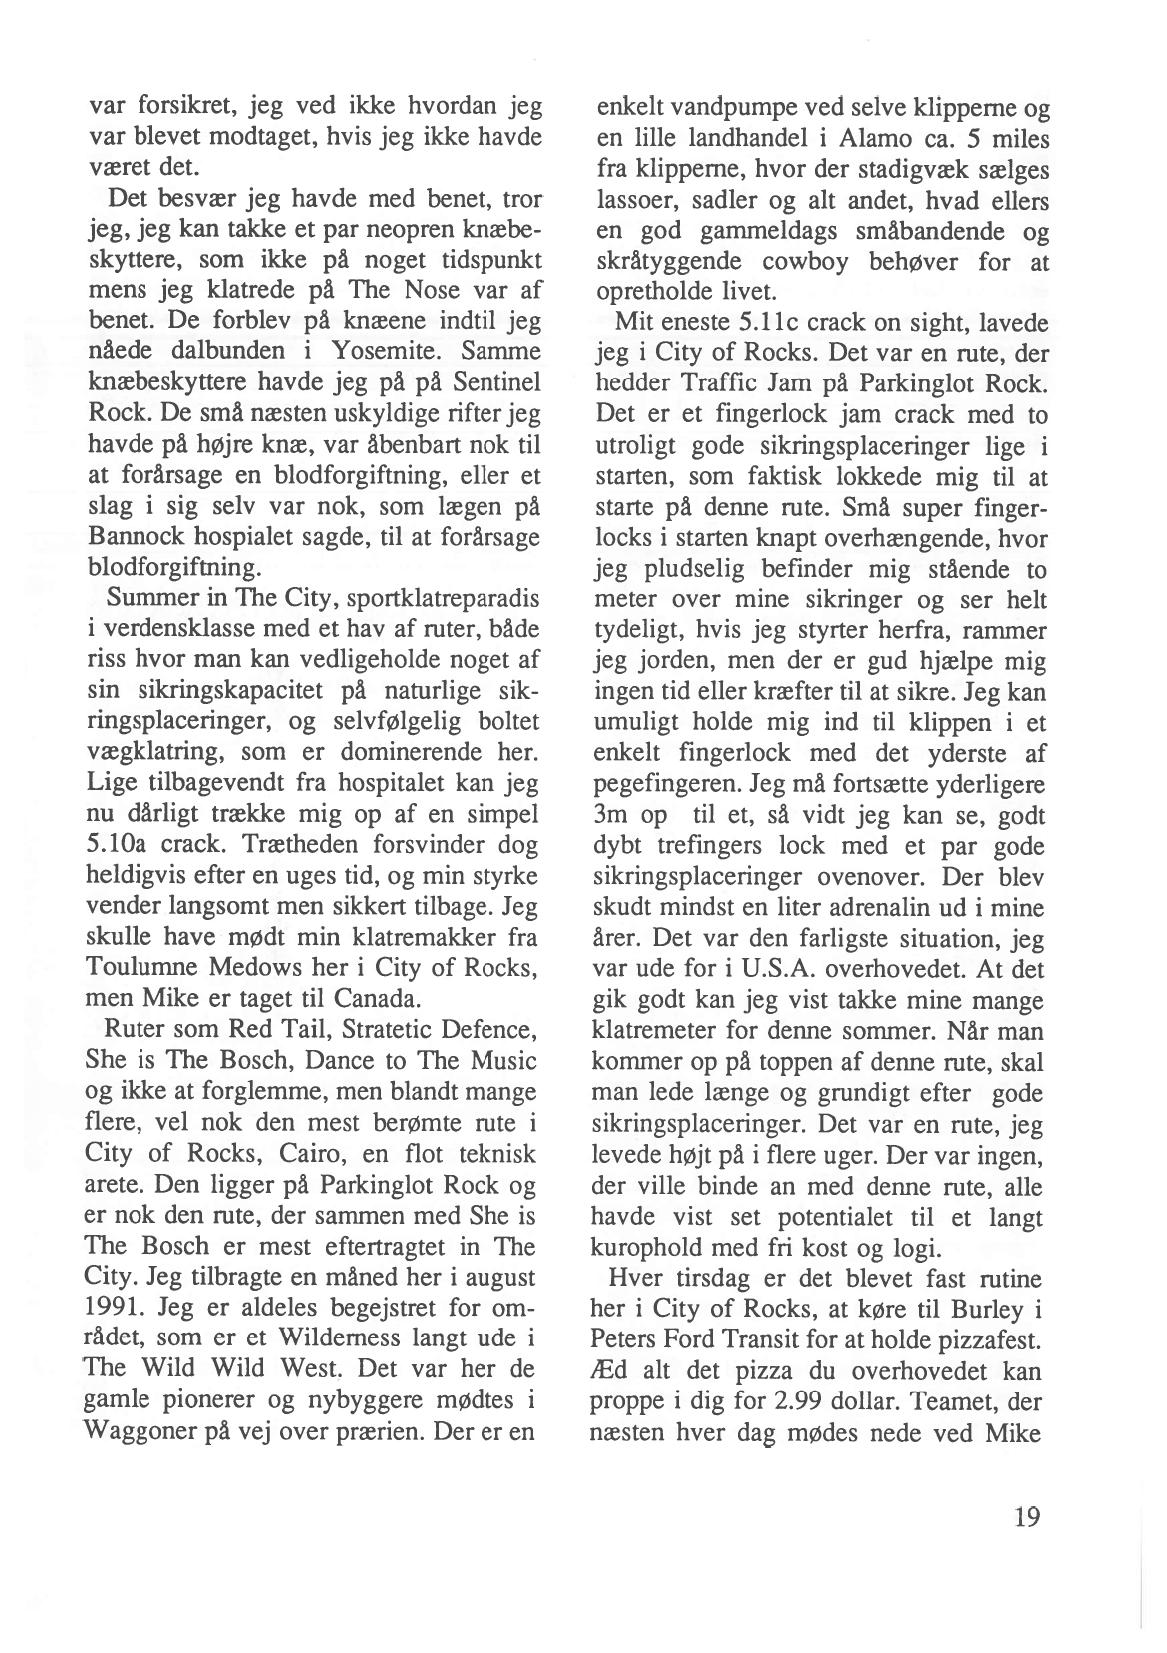 var forsikret, jeg ved ikke hvordan jeg
var blevet modtaget, hvis jeg ikke havde
været det.
Det besvær jeg havde med benet, tror
jeg, jeg kan takke et par neopren knæbe-
skyttere, som ikke på noget tidspunkt
mens jeg klatrede på The Nose var af
benet. De forblev på knæene indtil jeg
nåede dalbunden i Yosemite. Samme
knæbeskyttere havde jeg på på Sentinel
Rock. De små næsten uskyldige rifter jeg
havde på højre knæ, var åbenbart nok til
at forårsage en blodforgiftning, eller et
slag i sig selv var nok, som lægen på
Bannock hospialet sagde, til at forårsage
blodforgiftning.
Summer in The City, sportklatreparadis
i verdensklasse med et hav af ruter, både
riss hvor man kan vedligeholde noget af
sin sikringskapacitet på naturlige sik-
ringsplaceringer, og selvfølgelig boltet
vægklatring, som er dominerende her.
Lige tilbagevendt fra hospitalet kan jeg
nu dårligt trække mig op af en simpel
5.10a crack. Trætheden forsvinder dog
heldigvis efter en uges tid, og min styrke
vender langsomt men sikkert tilbage. Jeg
skulle have mødt min klatremakker fra
Toulumne Medows her i City of Rocks,
men Mike er taget til Canada.
Ruter som Red Tail, Stratetic Defence,
She is The Bosch, Dance to The Music
og ikke at forglemme, men blandt mange
flere, vel nok den mest berømte rute i
City of Rocks, Cairo, en flot teknisk
arete. Den ligger på Parkinglot Rock og
er nok den rute, der sammen med She is
The Bosch er mest eftertragtet in The
City. Jeg tilbragte en måned her i august
1991. Jeg er aldeles begejstret for om-
rådet, som er et Wilderness langt ude i
The Wild Wild West. Det var her de
gamle pionerer og nybyggere mødtes i
Waggoner på vej over prærien. Der er en
enkelt vandpumpe ved selve klipperne og
en lille landhandel i Alamo ca. 5 miles
fra klipperne, hvor der stadigvæk sælges
lassoer, sadler og alt andet, hvad ellers
en god gammeldags småbandende og
skråtyggende cowboy behøver for at
opretholde livet.
Mit eneste 5.11c crack on sight, lavede
jeg i City of Rocks. Det var en rute, der
hedder Traffic Jam på Parkinglot Rock.
Det er et fingerlock jam crack med to
utroligt gode sikringsplaceringer lige i
starten, som faktisk lokkede mig til at
starte på denne rute. Små super finger-
locks i starten knapt overhængende, hvor
jeg pludselig befinder mig stående to
meter over mine sikringer og ser helt
tydeligt, hvis jeg styrter herfra, rammer
jeg jorden, men der er gud hjælpe mig
ingen tid eller kræfter til at sikre. Jeg kan
umuligt holde mig ind til klippen i et
enkelt fingerlock med det yderste af
pegefingeren. Jeg må fortsætte yderligere
3m op til et, så vidt jeg kan se, godt
dybt trefingers lock med et par gode
sikringsplaceringer ovenover. Der blev
skudt mindst en liter adrenalin ud i mine
årer. Det var den farligste situation, jeg
var ude for i U.S.A. overhovedet. At det
gik godt kan jeg vist takke mine mange
klatremeter for denne sommer. Når man
kommer op på toppen af denne rute, skal
man lede længe og grundigt efter gode
sikringsplaceringer. Det var en rute, jeg
levede højt på i flere uger. Der var ingen,
der ville binde an med denne rute, alle
havde vist set potentialet til et langt
kurophold med fri kost og logi.
Hver tirsdag er det blevet fast rutine
her i City of Rocks, at køre til Burley i
Peters Ford Transit for at holde pizzafest.
Æd alt det pizza du overhovedet kan
proppe i dig for 2.99 dollar. Teamet, der
næsten hver dag mødes nede ved Mike
19